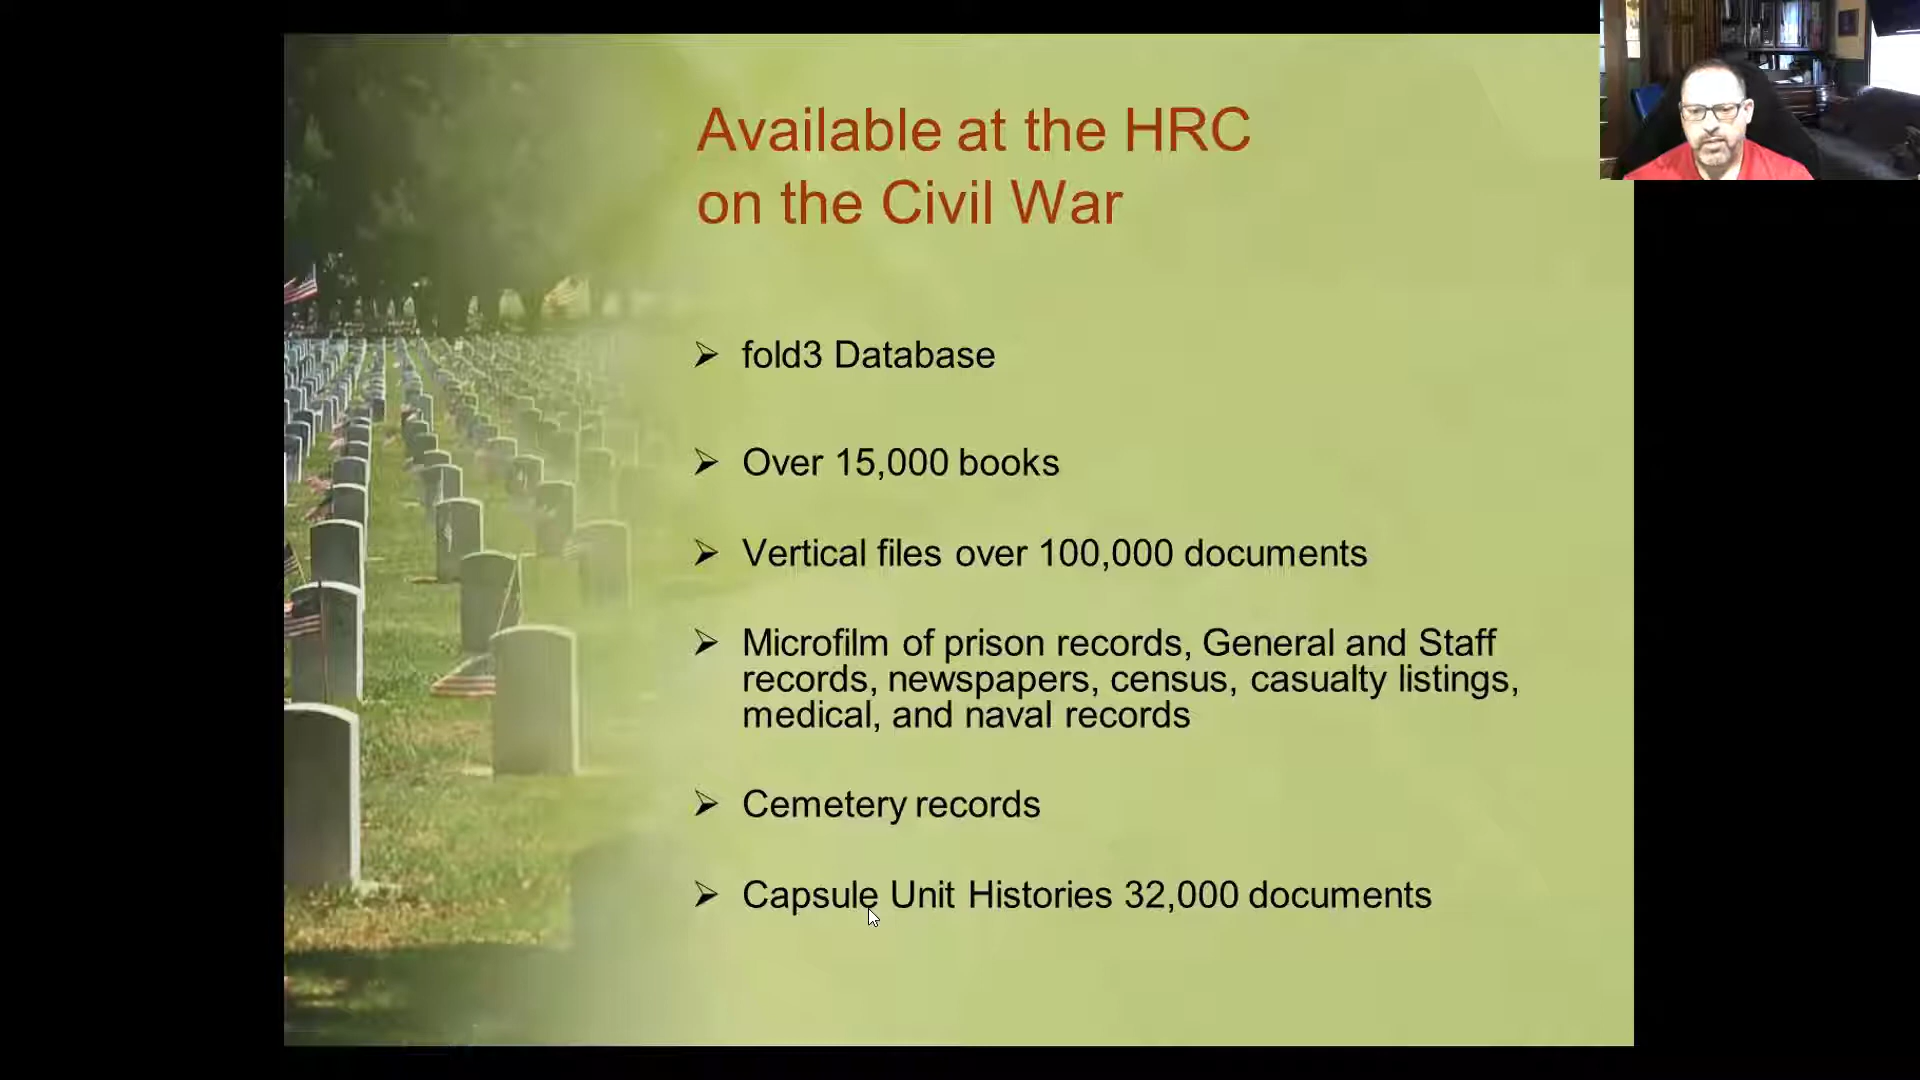 Available at the HRC
on the Civil War
fold3 Database
Over 15,000 books
Vertical files over 100,000 documents
Microfilm of prison records, General and Staff
records, newspapers, census, casualty listings,
medical, and naval records
Cemetery records
Capsule Unit Histories 32,000 documents